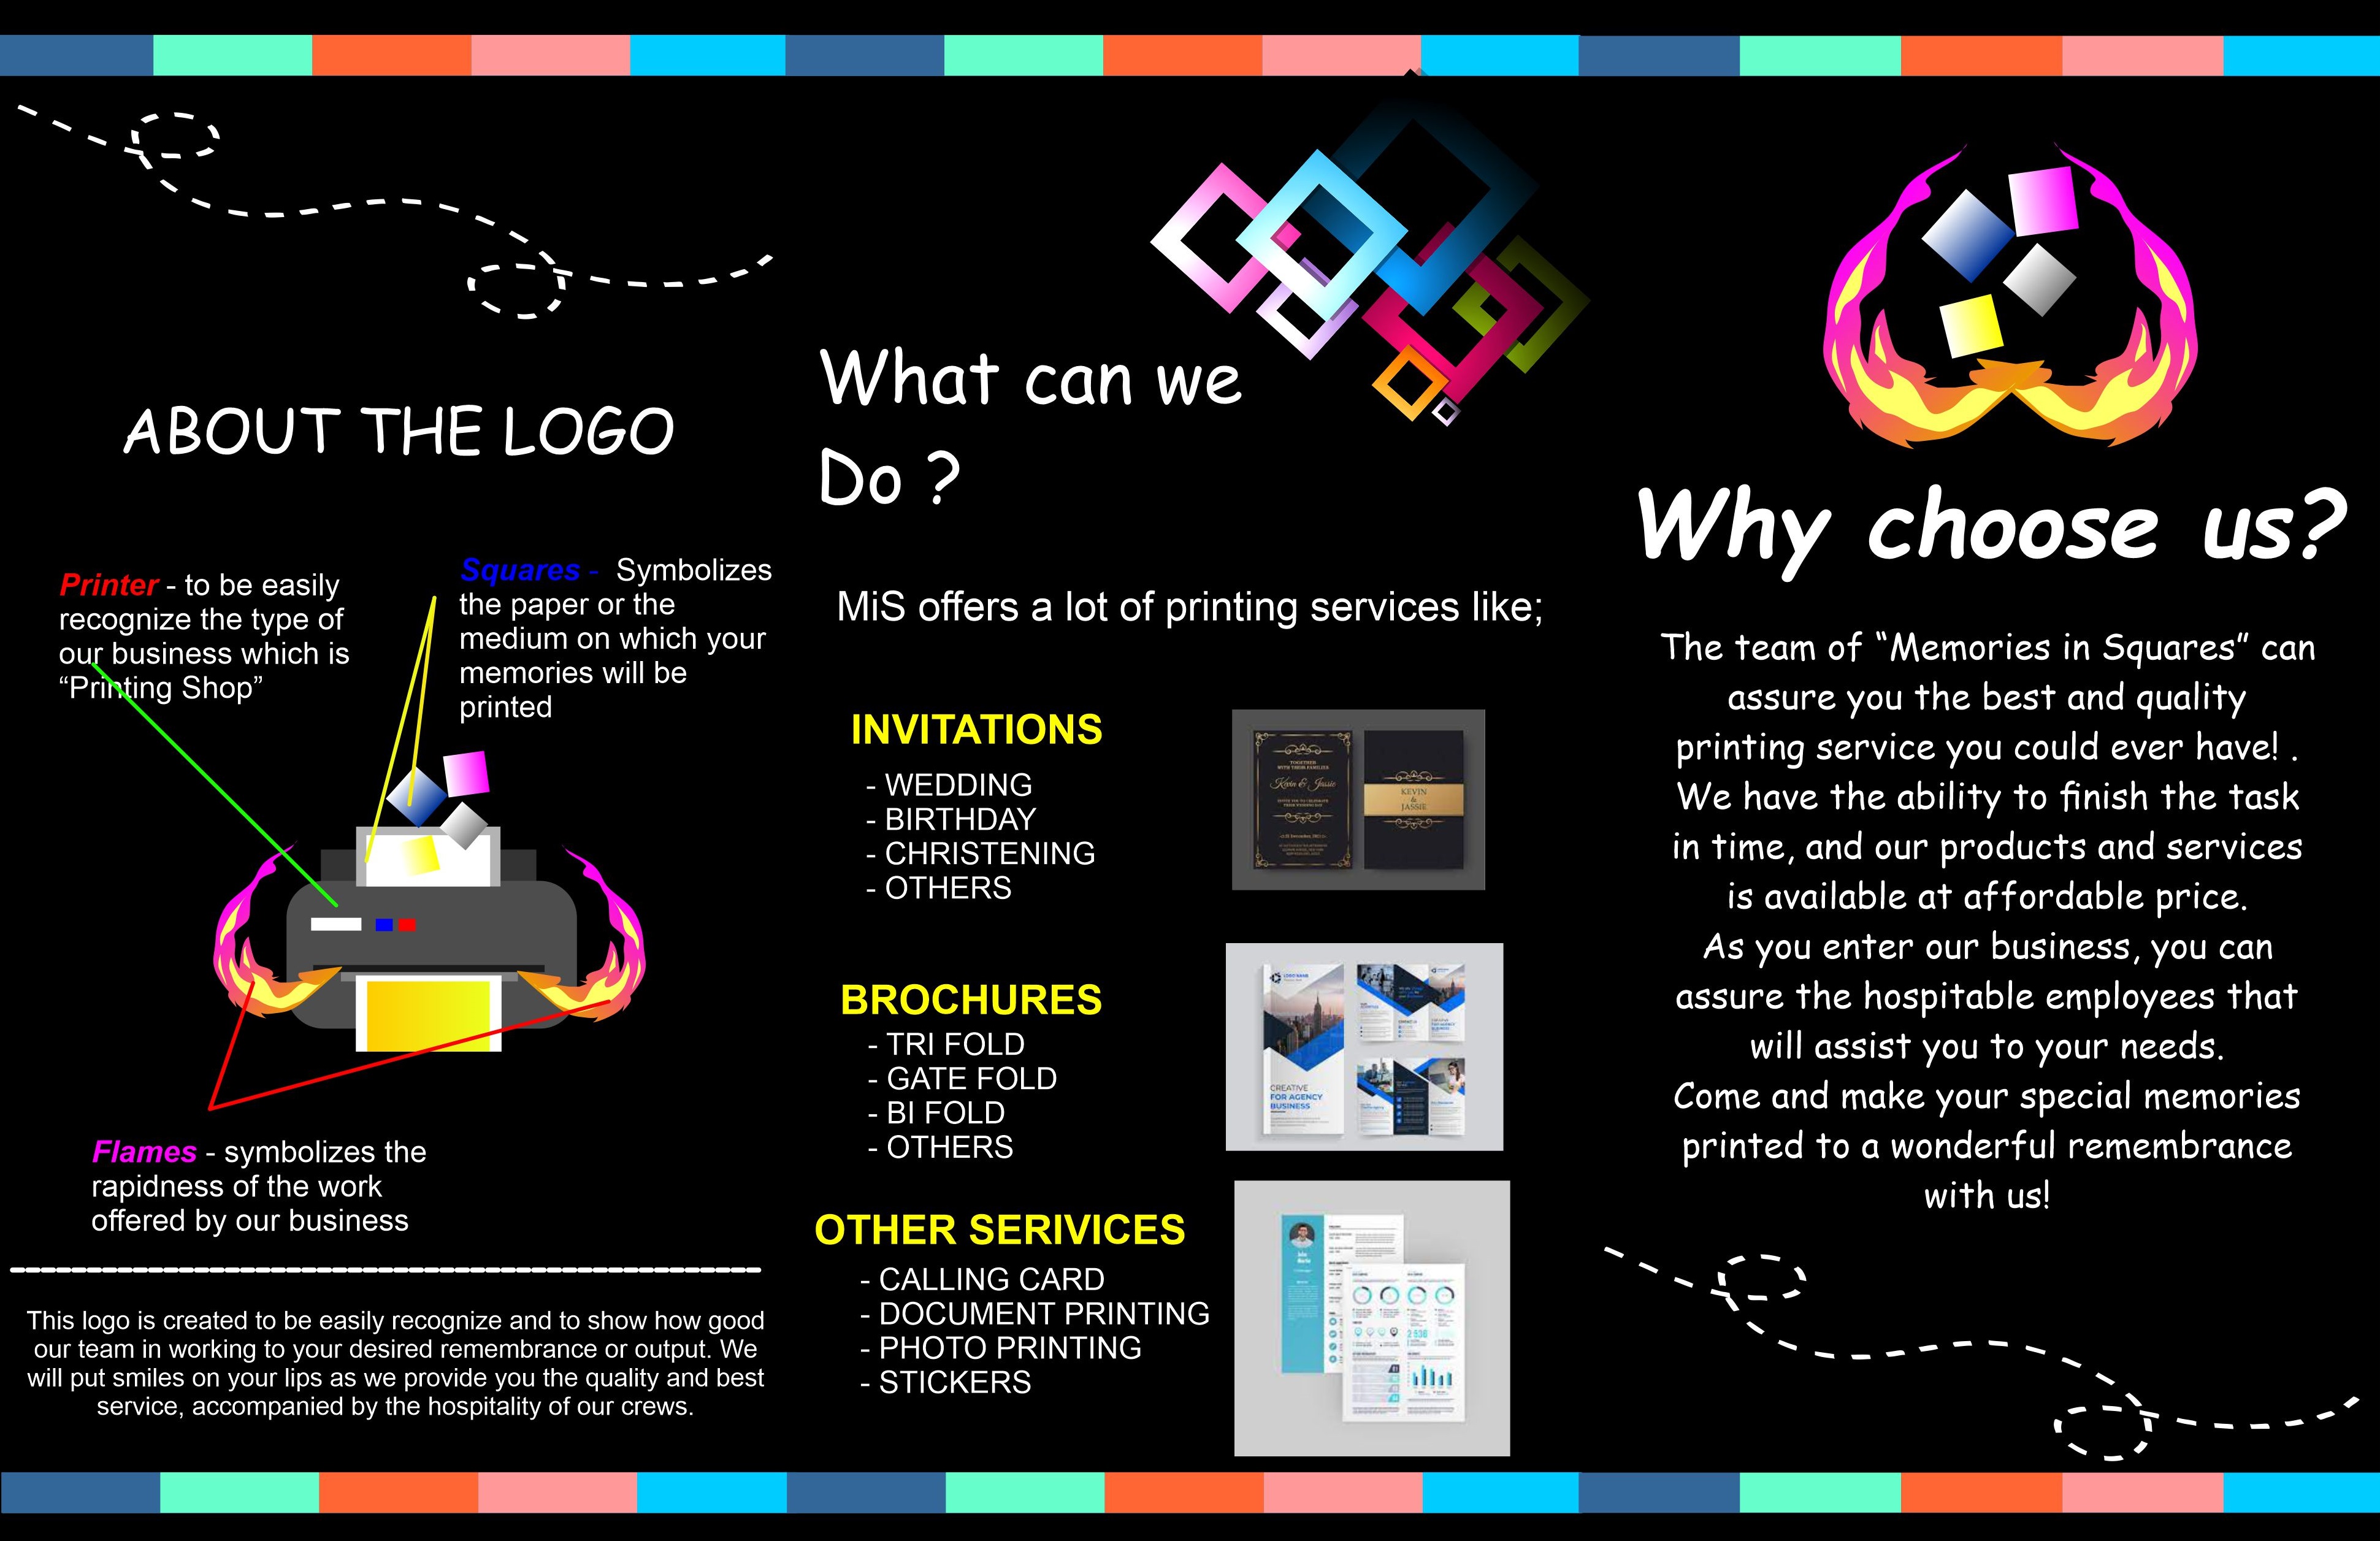 ABOUT THE LOGO
Printer - to be easily
recognize the type of
our business which is
“Printing Shop”
Squares - Symbolizes
the paper or the
medium on which your
memories will be
printed
Flames - symbolizes the
rapidness of the work
offered by our business
This logo is created to be easily recognize and to show how good
our team in working to your desired remembrance or output. We
will put smiles on your lips as we provide you the quality and best
service, accompanied by the hospitality of our crews.
What can we
Do ?
MiS offers a lot of printing services like;
INVITATIONS
- WEDDING
- BIRTHDAY
- CHRISTENING
- OTHERS
TOGETHER
WITH THEIR FAMILIES
Kevin & Jassie
KEVIN
&
JASSIE
BROCHURES
- TRI FOLD
- GATE FOLD
- BI FOLD
- OTHERS
LOGO NAME
CREATIVE
FOR AGENCY
BUSINESS
OTHER SERIVICES
- CALLING CARD
- DOCUMENT PRINTING
- PHOTO PRINTING
- STICKERS
2 536
Why choose us?
The team of “Memories in Squares” can
assure you the best and quality
printing service you could ever have! .
We have the ability to finish the task
in time, and our products and services
is available at affordable price.
As you enter our business, you can
assure the hospitable employees that
will assist you to your needs.
Come and make your special memories
printed to a wonderful remembrance
with us!